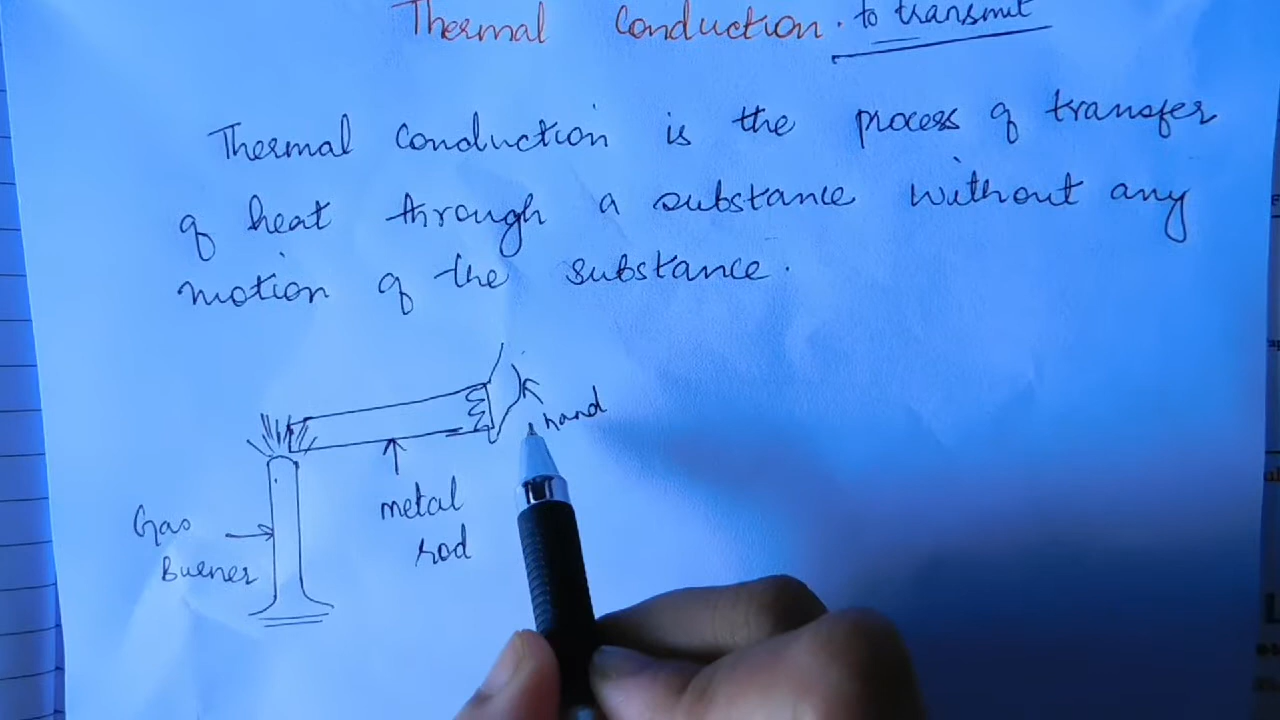 Thermal Conduction. to transmit
Thermal Conduction is the process of transfer
of heat through a substance without any
motion of the substance.
hand
metal
rod
Gas
Burner